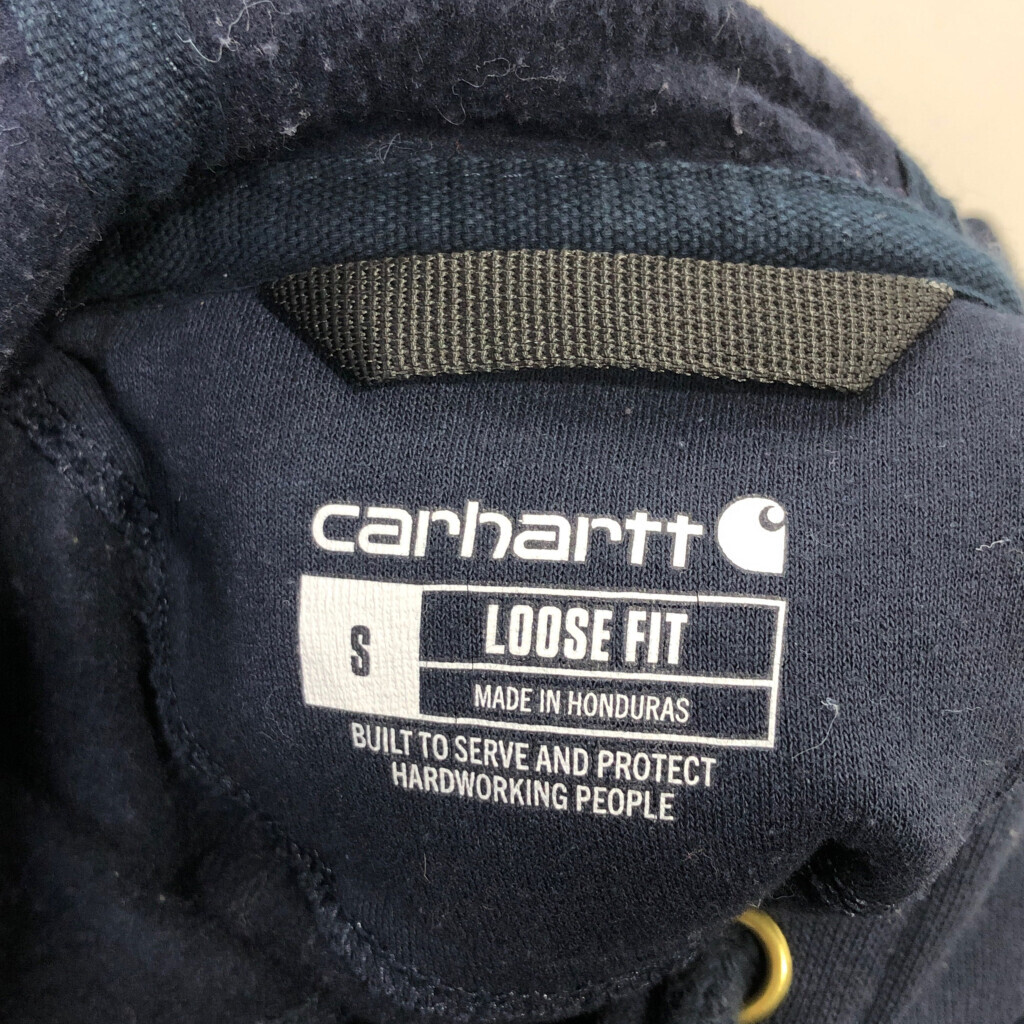 carhartt
S
LOOSE FIT
MADE IN HONDURAS
BUILT TO SERVE AND PROTECT
HARDWORKING PEOPLE